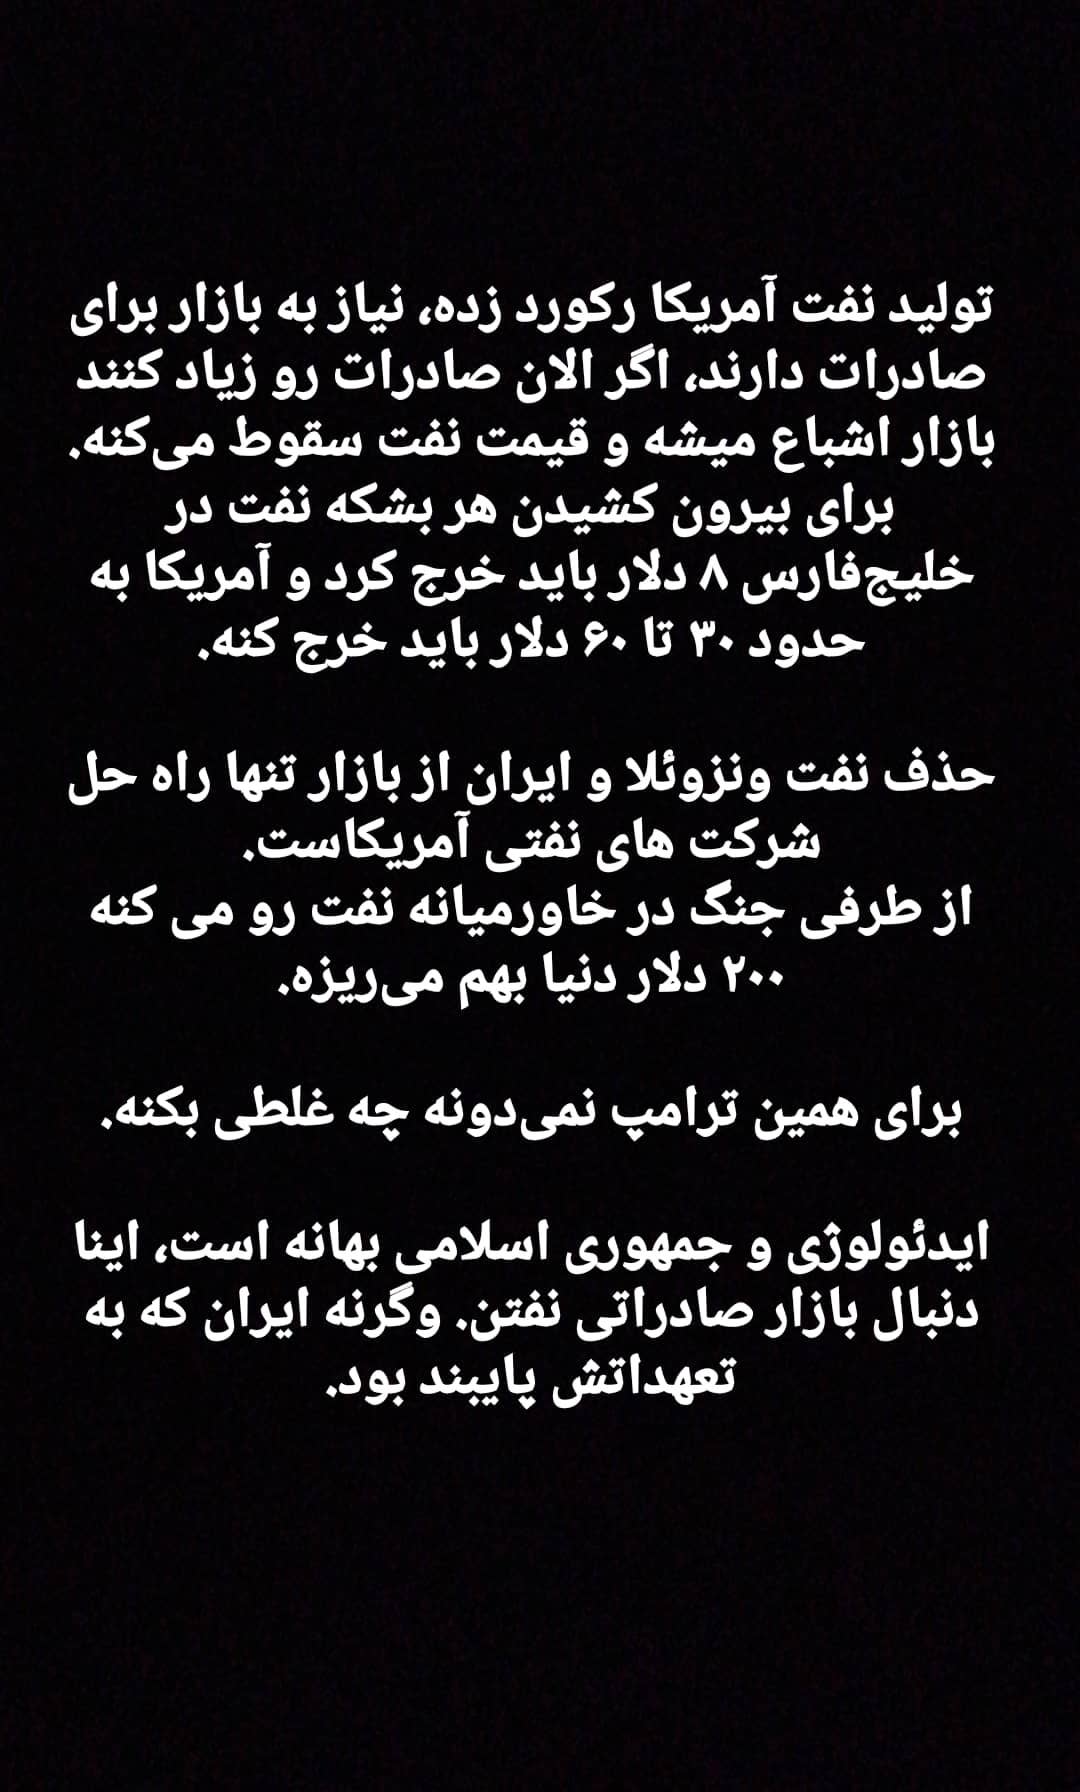 تولید نفت آمریکا رکورد زده، نیاز به بازار برای
صادرات دارند، اگر الان صادرات رو زیاد کنند
بازار اشباع میشه و قیمت نفت سقوط می‌کنه.
برای بیرون کشیدن هر بشکه نفت در
خلیج‌فارس ۸ دلار باید خرج کرد و آمریکا به
حدود ۳۰ تا ۶۰ دلار باید خرج کنه.
حذف نفت ونزوئلا و ایران از بازار تنها راه حل
شرکت های نفتی آمریکاست.
از طرفی جنگ در خاورمیانه نفت رو می کنه
۲۰۰ دلار دنیا بهم می‌ریزه.
برای همین ترامپ نمی‌دونه چه غلطی بکنه.
ایدئولوژی و جمهوری اسلامی بهانه است، اینا
دنبال بازار صادراتی نفتن. وگرنه ایران که به
تعهداتش پایبند بود.